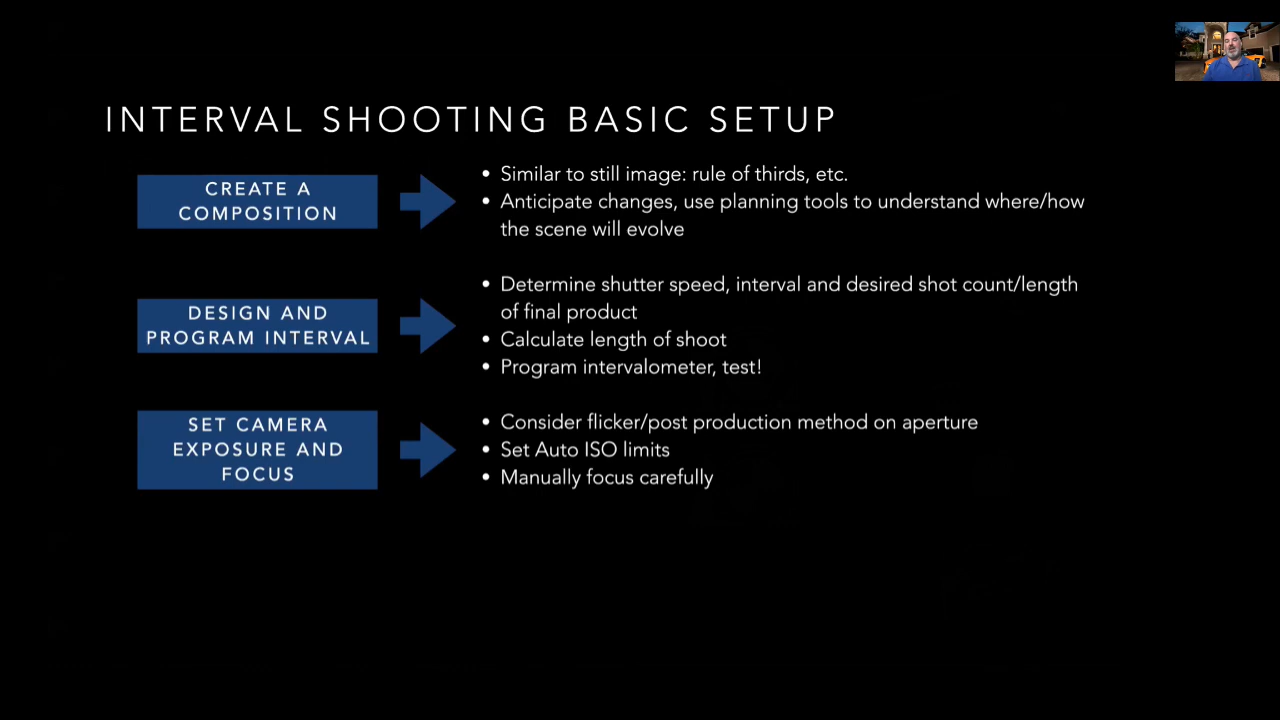 INTERVAL SHOOTING BASIC SETUP
CREATE A
COMPOSITION
• Similar to still image: rule of thirds, etc.
• Anticipate changes, use planning tools to understand where/how
the scene will evolve
DESIGN AND
PROGRAM INTERVAL
• Determine shutter speed, interval and desired shot count/length
of final product
• Calculate length of shoot
• Program intervalometer, test!
SET CAMERA
EXPOSURE AND
FOCUS
• Consider flicker/post production method on aperture
• Set Auto ISO limits
• Manually focus carefully